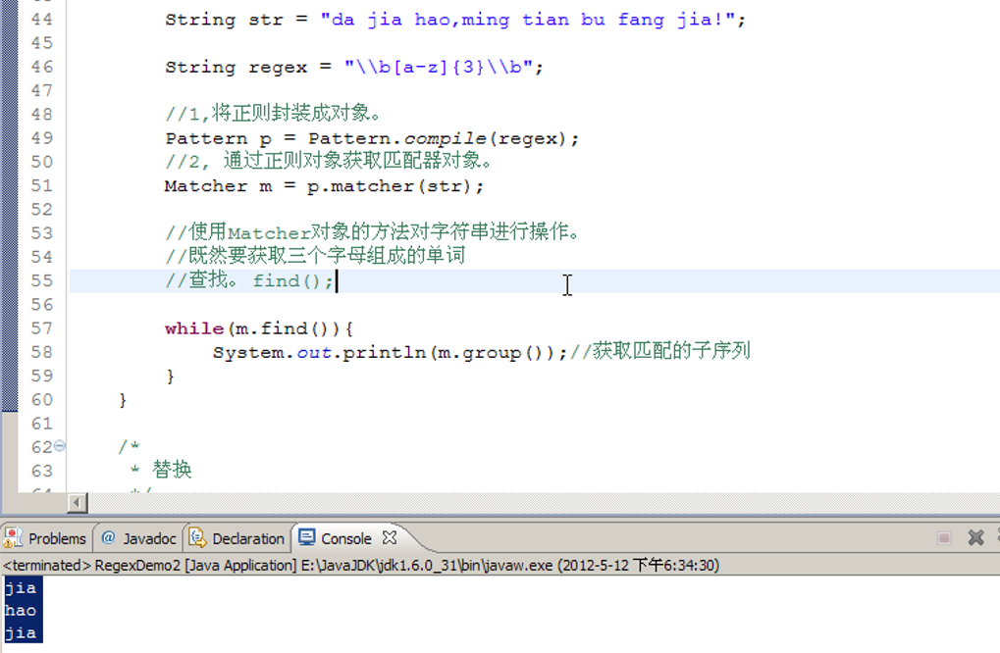 44 String str = "da jia hao,ming tian bu fang jia!";
45
46 String regex = "\\b[a-z]{3}\\b";
47
48 //1,将正则封装成对象。
49 Pattern p = Pattern.compile(regex);
50 //2, 通过正则对象获取匹配器对象。
51 Matcher m = p.matcher(str);
52
53 //使用Matcher对象的方法对字符串进行操作。
54 //既然要获取三个字母组成的单词
55 //查找。 find();
56
57 while(m.find()){
58 System.out.println(m.group());//获取匹配的子序列
59 }
60 }
61
62 /*
63 * 替换
Problems @ Javadoc Declaration Console
<terminated> RegexDemo2 [Java Application] E:\JavaJDK\jdk1.6.0_31\bin\javaw.exe (2012-5-12 下午6:34:30)
jia
hao
jia